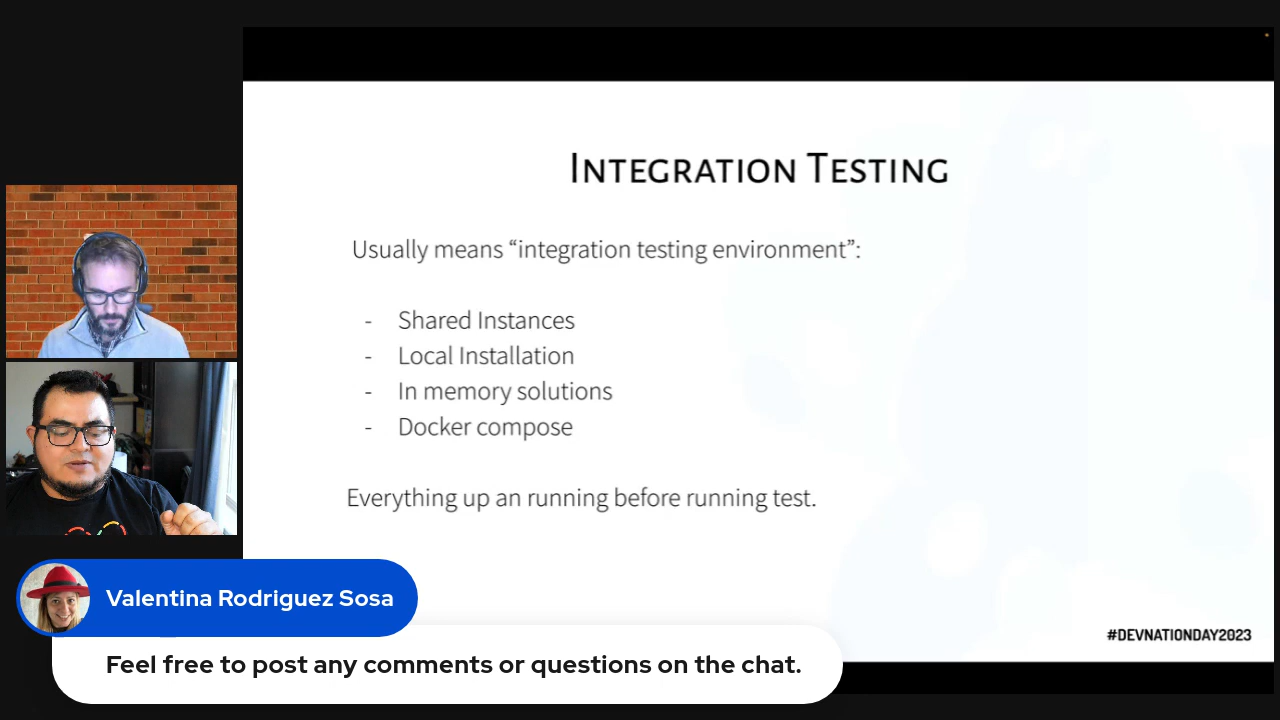 Integration Testing
Usually means “integration testing environment”:
- Shared Instances
- Local Installation
- In memory solutions
- Docker compose
Everything up an running before running test.
#DEVNATIONDAY2023
Valentina Rodriguez Sosa
Feel free to post any comments or questions on the chat.